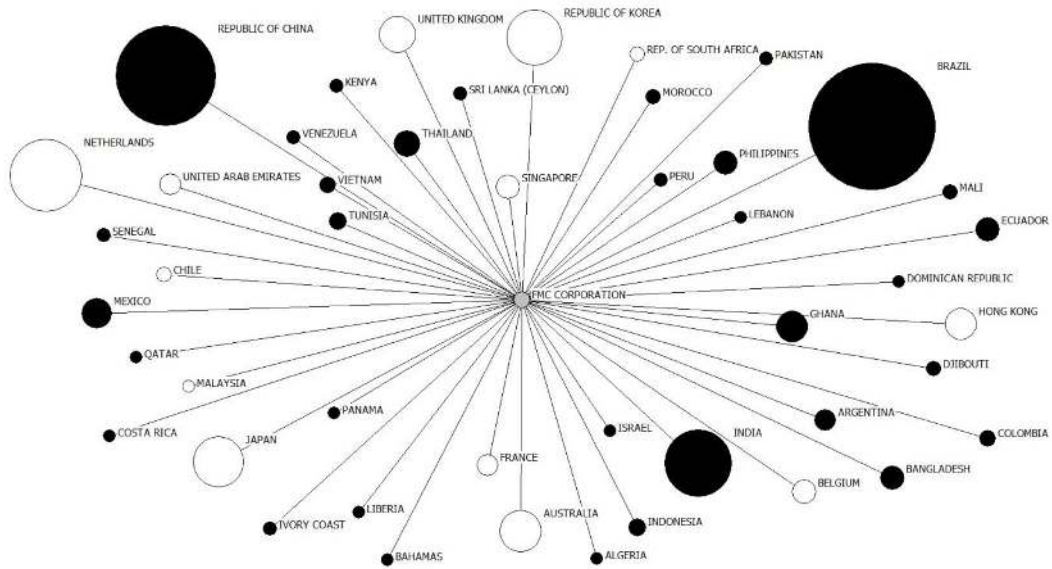 REPUBLIC OF CHINA
UNITED KINGDOM
REPUBLIC OF KOREA
REP. OF SOUTH AFRICA
PAKISTAN
BRAZIL
KENYA
SRI LANKA (CEYLON)
MOROCCO
NETHERLANDS
VENEZUELA
THAILAND
PHILIPPINES
UNITED ARAB EMIRATES
VIETNAM
SINGAPORE
PERU
MALI
TUNISIA
LEBANON
ECUADOR
SENEGAL
CHILE
DOMINICAN REPUBLIC
FMC CORPORATION
MEXICO
GHANA
HONG KONG
QATAR
DJIBOUTI
MALAYSIA
PANAMA
ARGENTINA
COSTA RICA
JAPAN
ISRAEL
INDIA
COLOMBIA
FRANCE
BANGLADESH
BELGIUM
LIBERIA
AUSTRALIA
IVORY COAST
INDONESIA
BAHAMAS
ALGERIA